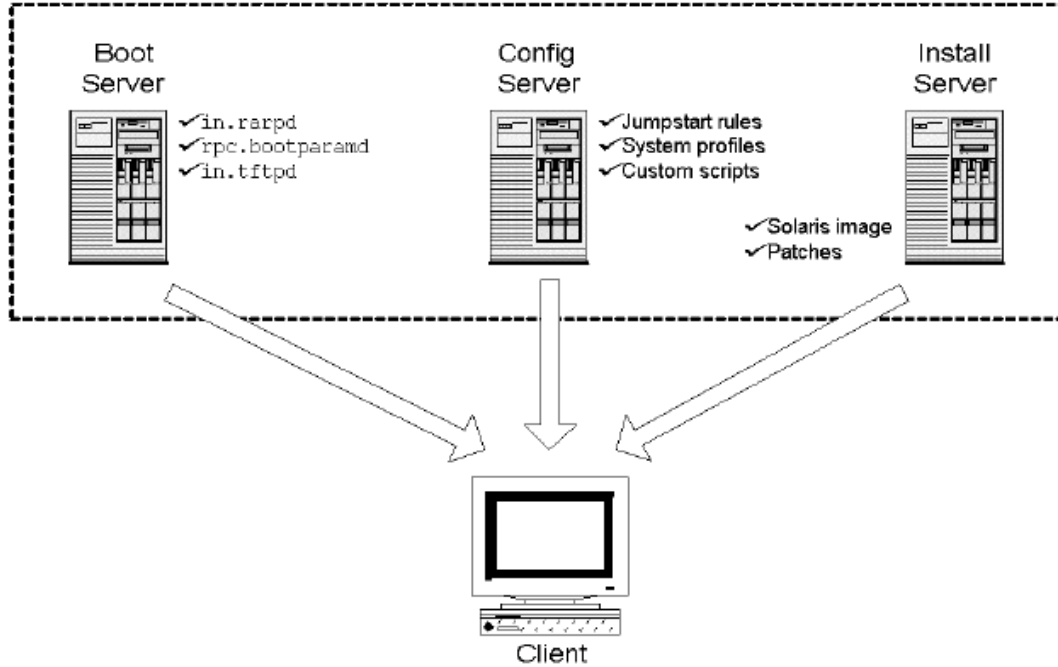 Boot
Server
✓in.rarpd
✓rpc.bootparamd
✓in.tftpd
Config
Server
✓Jumpstart rules
✓System profiles
✓Custom scripts
Install
Server
✓Solaris image
✓Patches
Client